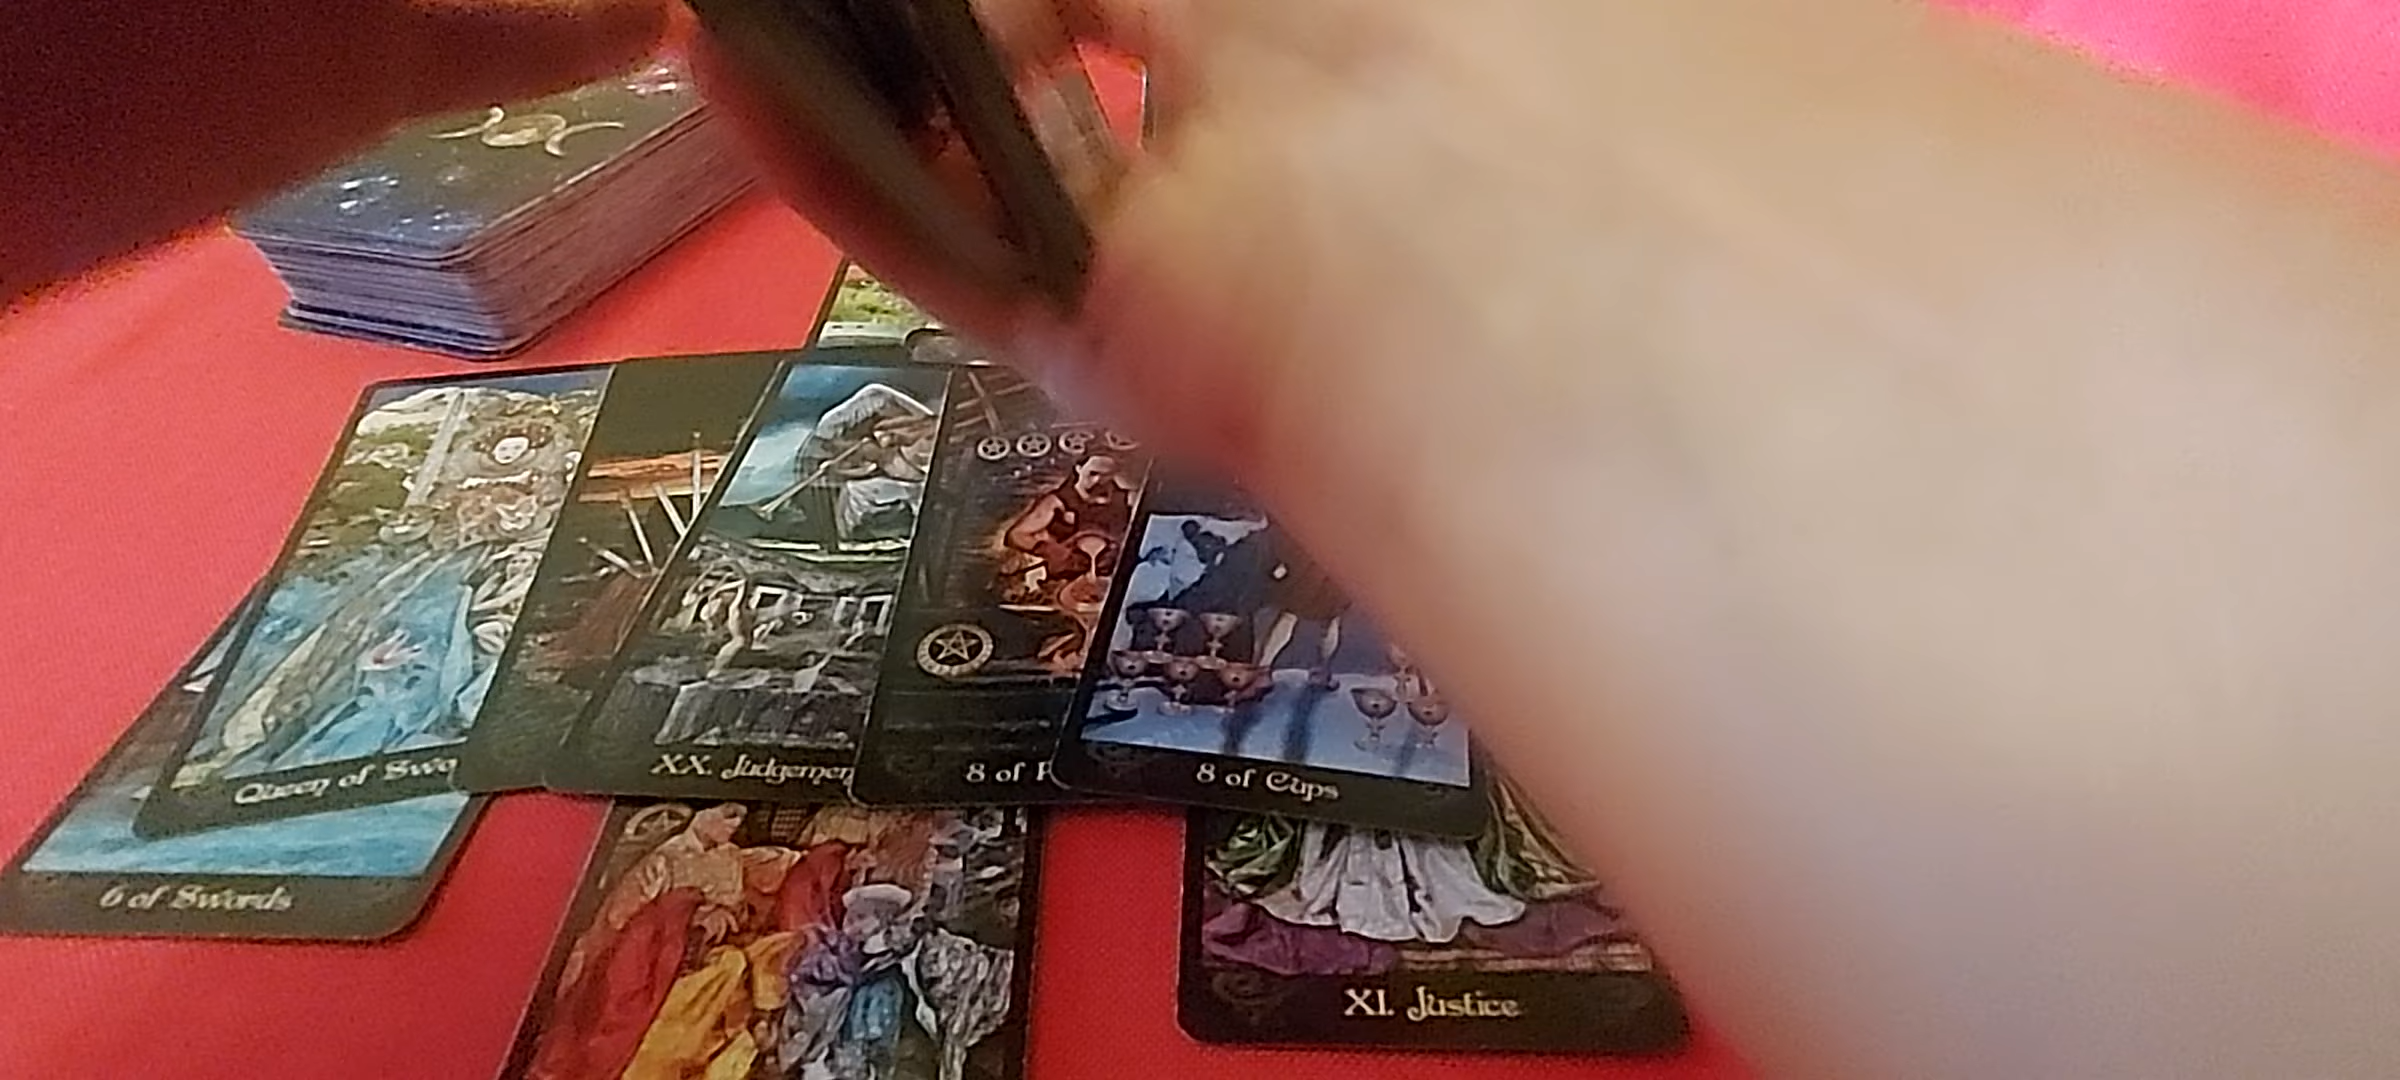 Queen of Swo
XX. Judgemen
8 of P
8 of Cups
6 of Swords
XI. Justice